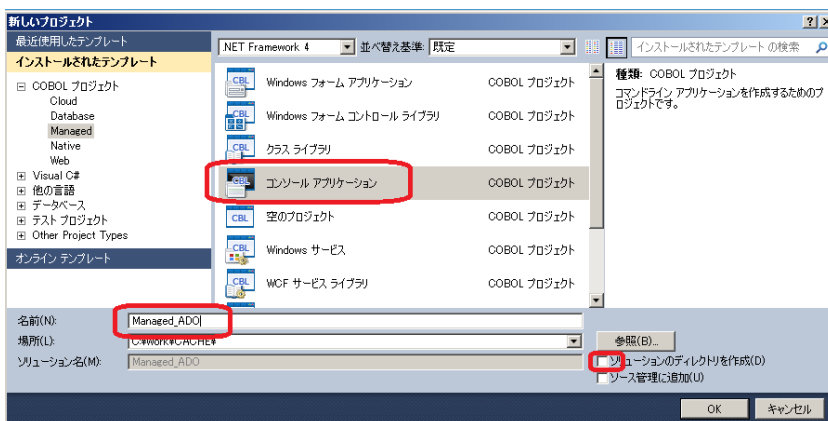 新しいプロジェクト
最近使用したテンプレート
インストールされたテンプレート
COBOL プロジェクト
Cloud
Database
Managed
Native
Web
Visual C#
他の言語
データベース
テスト プロジェクト
Other Project Types
オンライン テンプレート
.NET Framework 4
並べ替え基準:
既定
インストールされたテンプレート の検索
Windows フォーム アプリケーション COBOL プロジェクト
Windows フォーム コントロール ライブラリ COBOL プロジェクト
クラス ライブラリ COBOL プロジェクト
コンソール アプリケーション COBOL プロジェクト
空のプロジェクト COBOL プロジェクト
Windows サービス COBOL プロジェクト
WCF サービス ライブラリ COBOL プロジェクト
種類: COBOL プロジェクト
コマンドライン アプリケーションを作成するためのプ
ロジェクトです。
名前(N): Managed_ADO
場所(L): C:¥work¥CACHE¥
参照(B)...
ソリューション名(M): Managed_ADO
ソリューションのディレクトリを作成(D)
ソース管理に追加(U)
OK
キャンセル